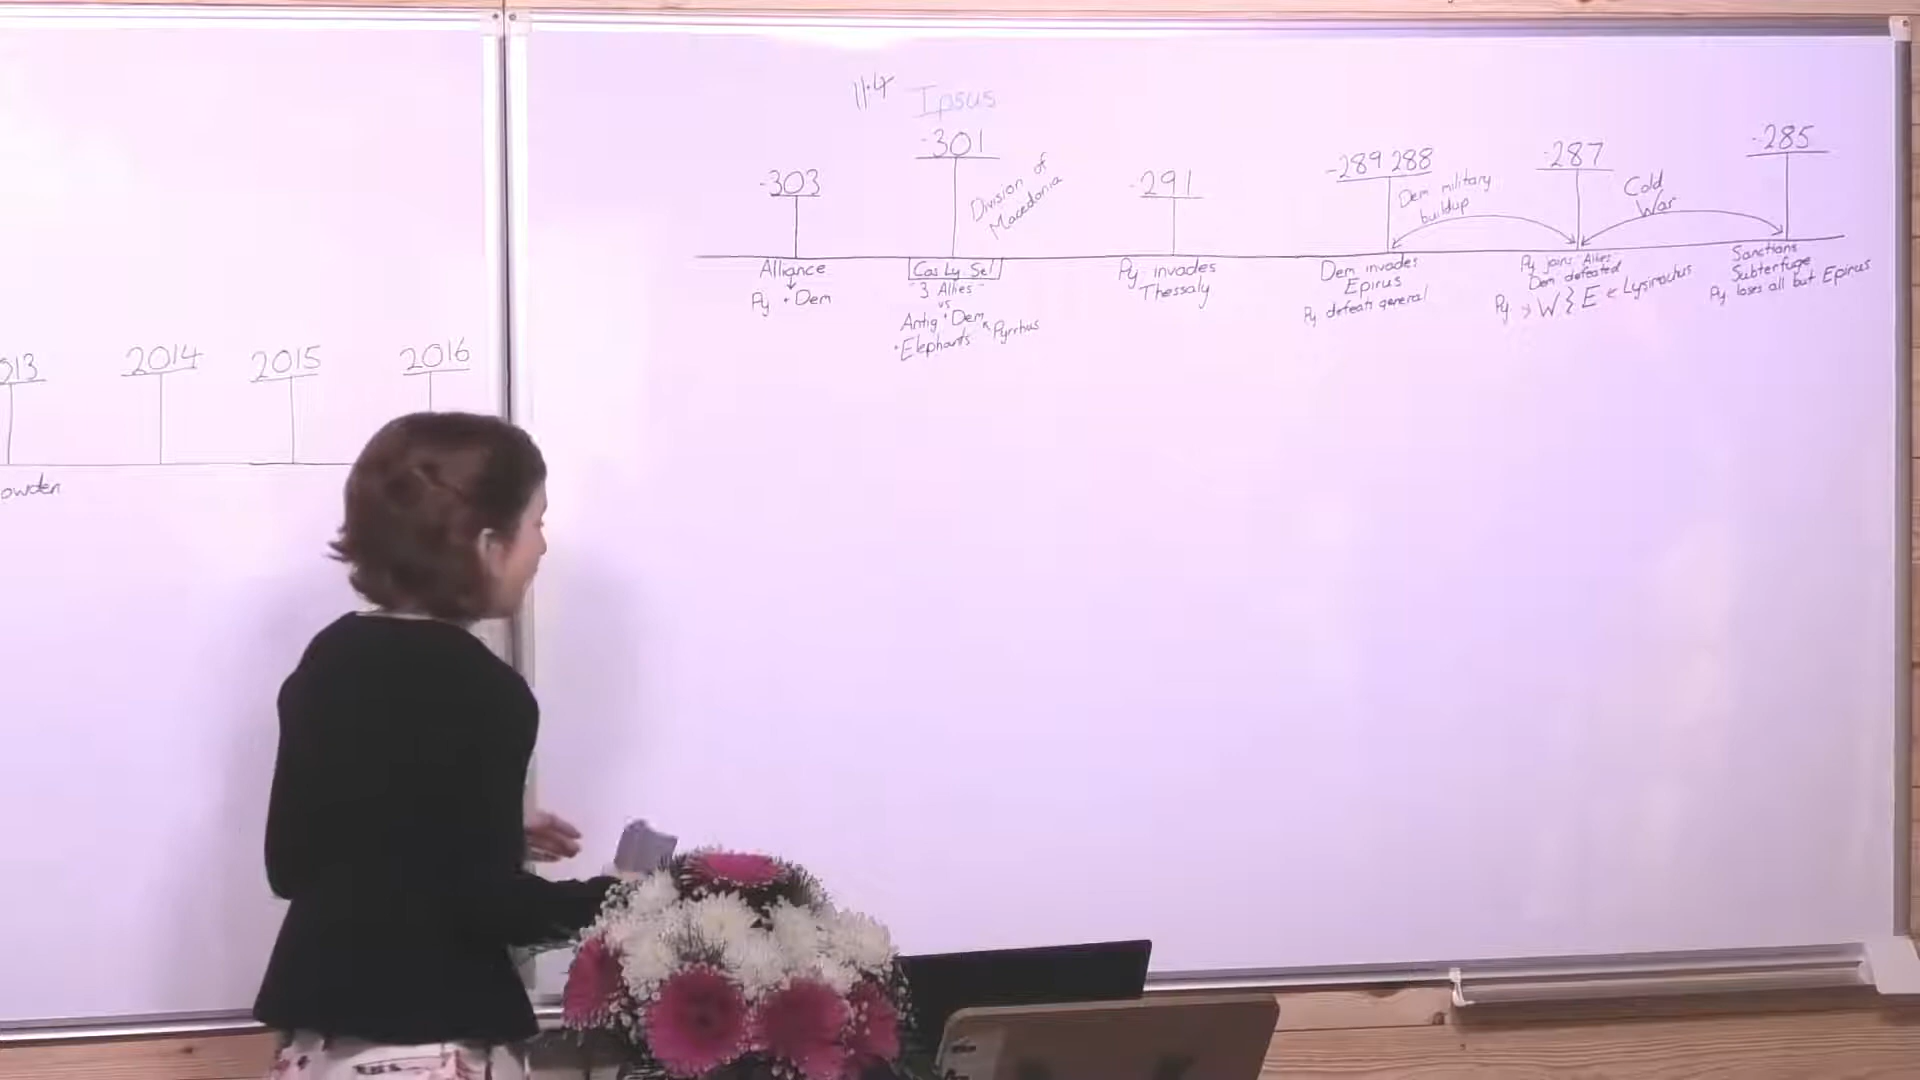 11:4 Ipsus
-303
-301
-291
-289 288
-287
-285
Division of
Macedonia
Dem military
buildup
Cold
War
Alliance
Py + Dem
Cas Ly Sel
3 Allies
vs
Antig + Dem
Pyrrhus
Elephants
Py invades
Thessaly
Dem invades
Epirus
Py defeats general
Py joins Allies
Dem defeated
Py → W } E ← Lysimachus
Sanctions
Subterfuge
Py loses all but Epirus
013
2014
2015
2016
owden